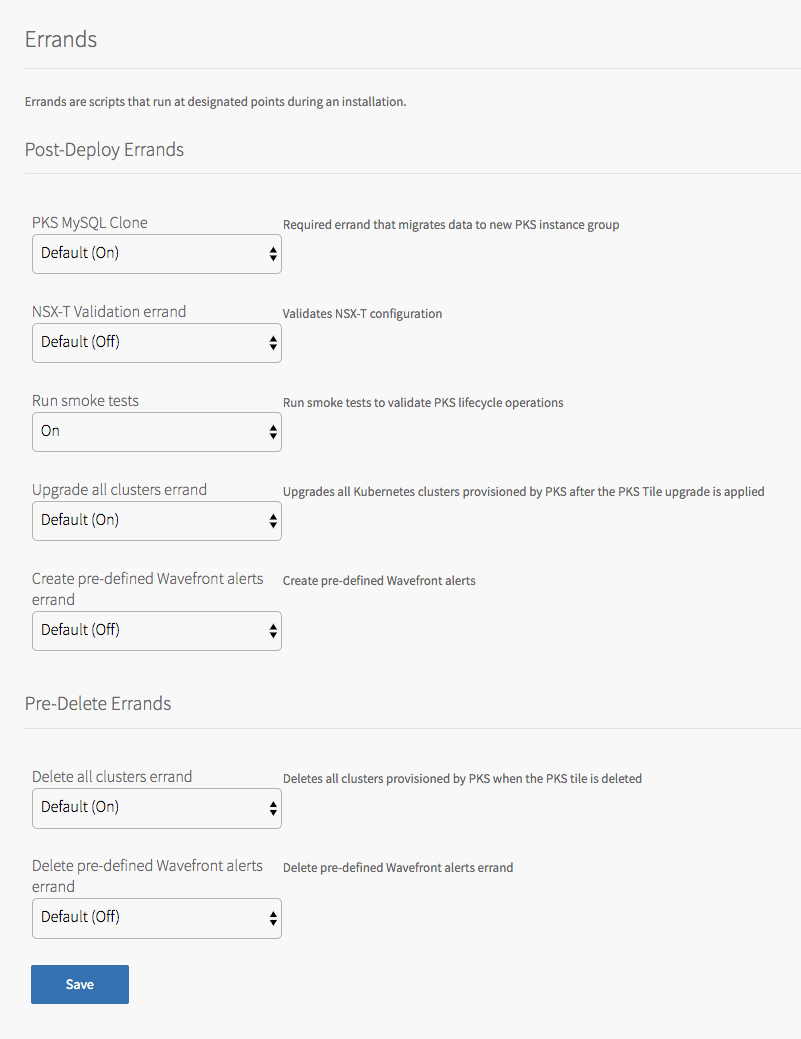 Errands
Errands are scripts that run at designated points during an installation.
Post-Deploy Errands
PKS MySQL Clone
Required errand that migrates data to new PKS instance group
Default (On)
NSX-T Validation errand
Validates NSX-T configuration
Default (Off)
Run smoke tests
Run smoke tests to validate PKS lifecycle operations
On
Upgrade all clusters errand
Upgrades all Kubernetes clusters provisioned by PKS after the PKS Tile upgrade is applied
Default (On)
Create pre-defined Wavefront alerts
errand
Create pre-defined Wavefront alerts
Default (Off)
Pre-Delete Errands
Delete all clusters errand
Deletes all clusters provisioned by PKS when the PKS tile is deleted
Default (On)
Delete pre-defined Wavefront alerts
errand
Delete pre-defined Wavefront alerts errand
Default (Off)
Save